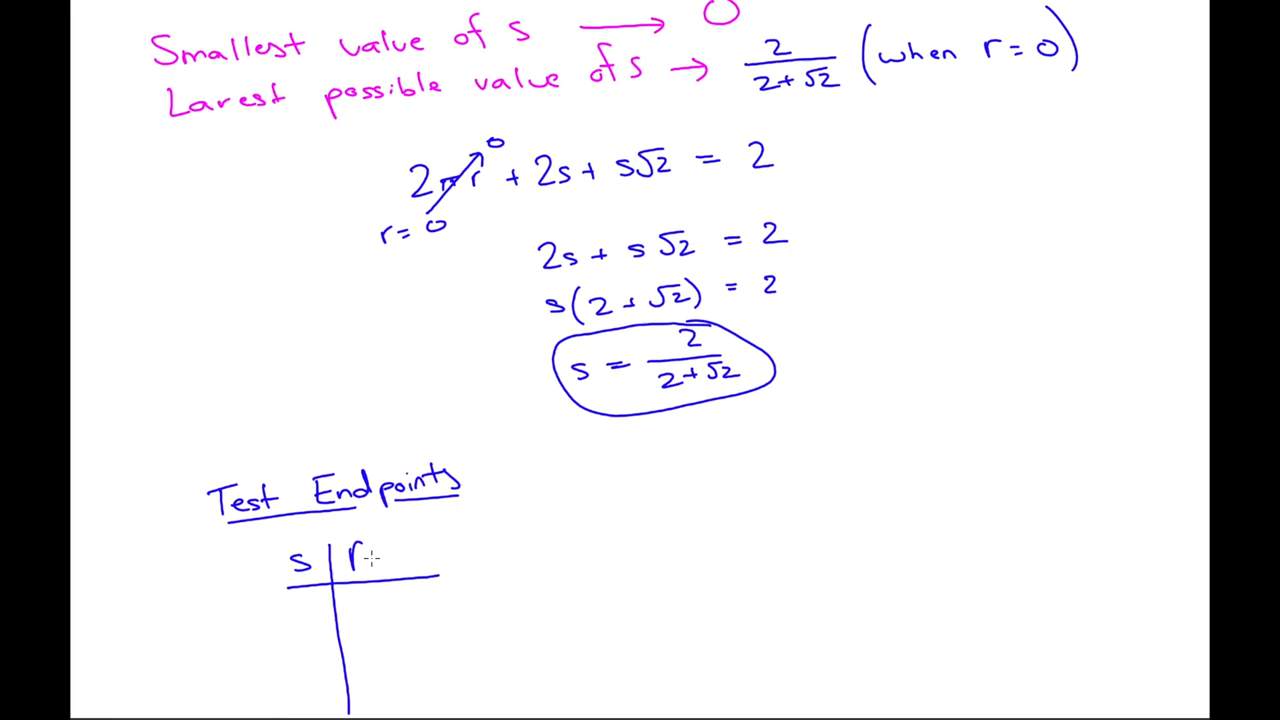 Smallest value of s → 0
Larest possible value of s → 2/(2+√2) (when r = 0)
2πr + 2s + s√2 = 2
0
r = 0
2s + s√2 = 2
s(2 + √2) = 2
s = 2/(2+√2)
Test Endpoints
s | r